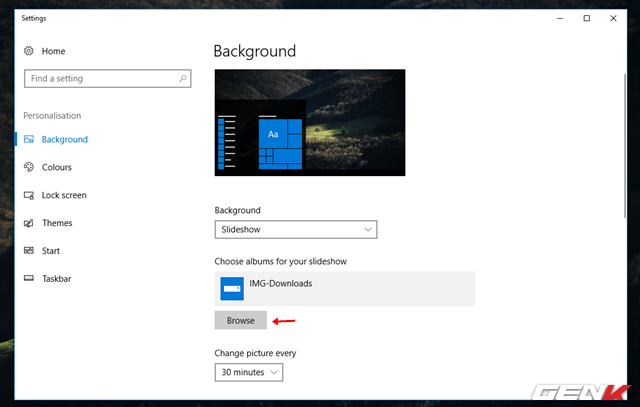 Settings
Home
Find a setting
Personalisation
Background
Colours
Lock screen
Themes
Start
Taskbar
Background
Aa
Background
Slideshow
Choose albums for your slideshow
IMG-Downloads
Browse
Change picture every
30 minutes
GENK